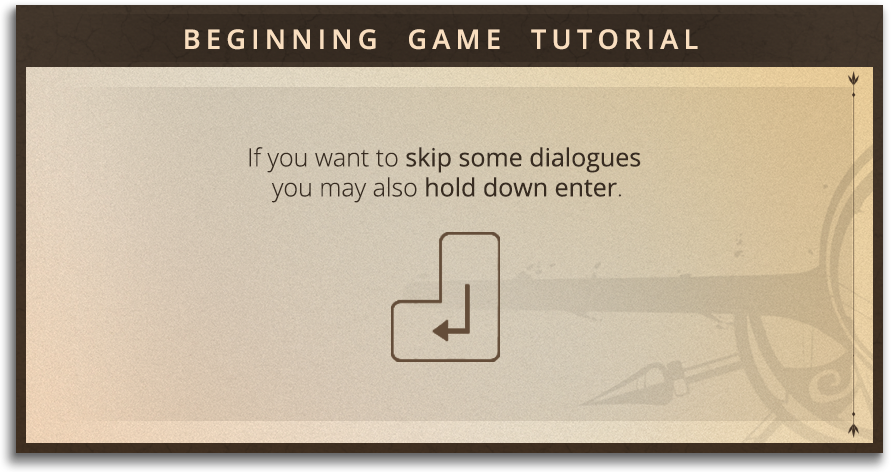 BEGINNING GAME TUTORIAL
If you want to skip some dialogues
you may also hold down enter.